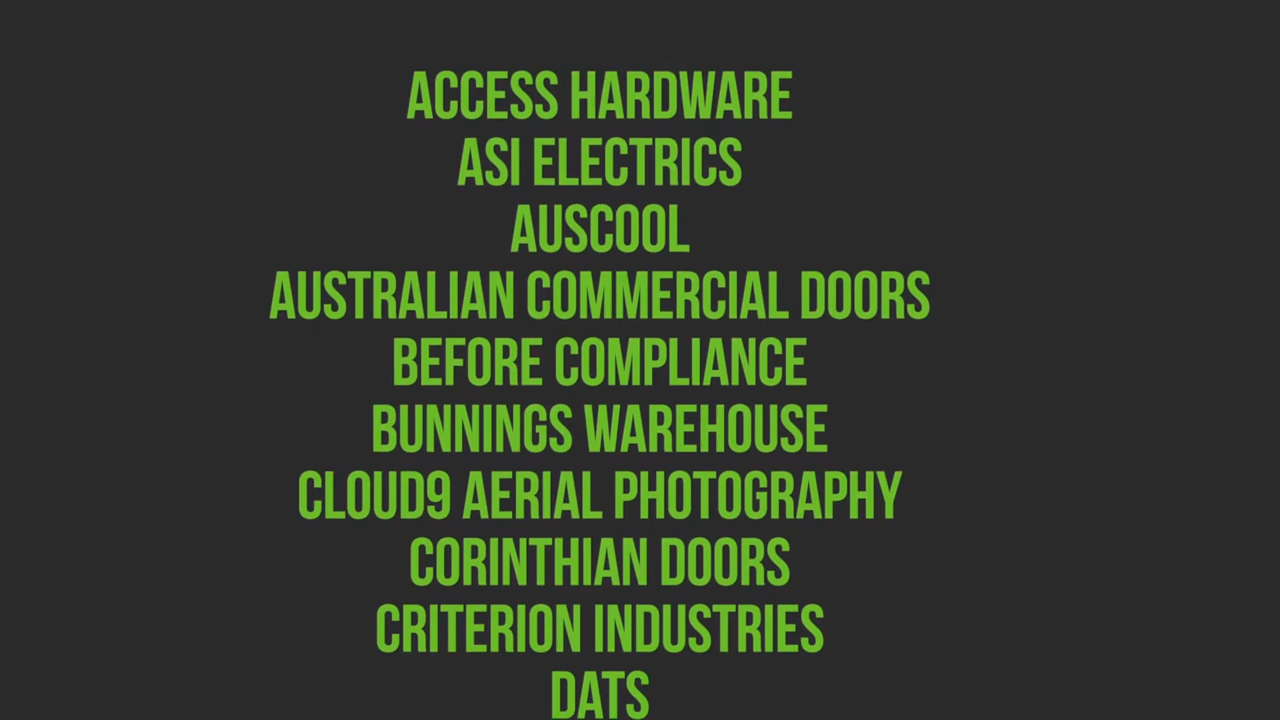 ACCESS HARDWARE
ASI ELECTRICS
AUSCOOL
AUSTRALIAN COMMERCIAL DOORS
BEFORE COMPLIANCE
BUNNINGS WAREHOUSE
CLOUD9 AERIAL PHOTOGRAPHY
CORINTHIAN DOORS
CRITERION INDUSTRIES
DATS